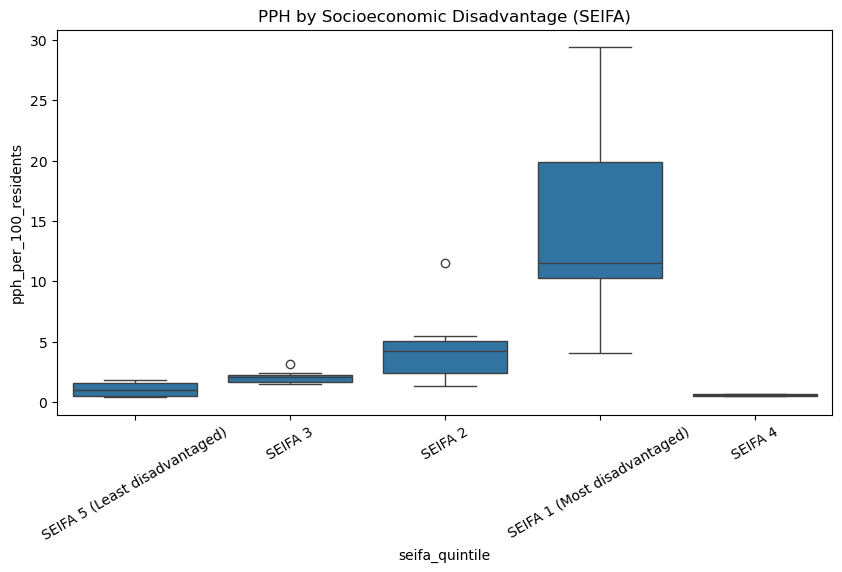 PPH by Socioeconomic Disadvantage (SEIFA)
pph_per_100_residents
30
25
20
15
10
5
0
SEIFA 5 (Least disadvantaged)
SEIFA 3
SEIFA 2
SEIFA 1 (Most disadvantaged)
SEIFA 4
seifa_quintile